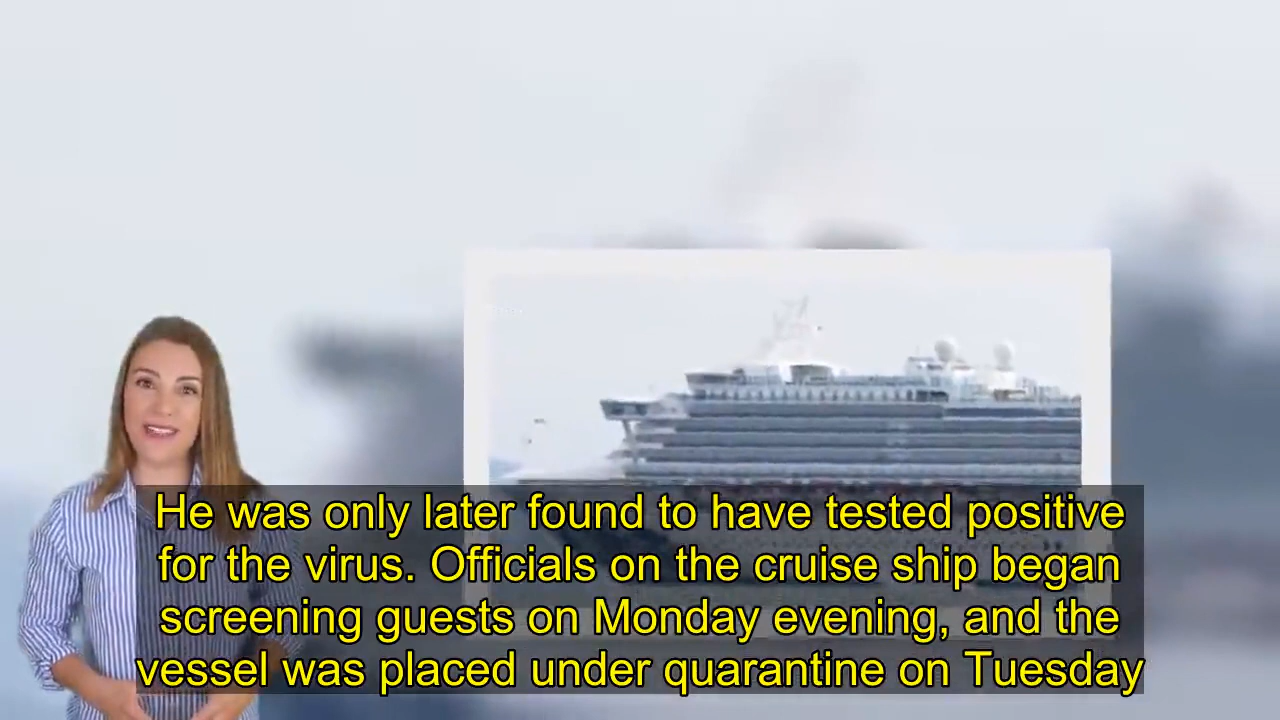 He was only later found to have tested positive
for the virus. Officials on the cruise ship began
screening guests on Monday evening, and the
vessel was placed under quarantine on Tuesday